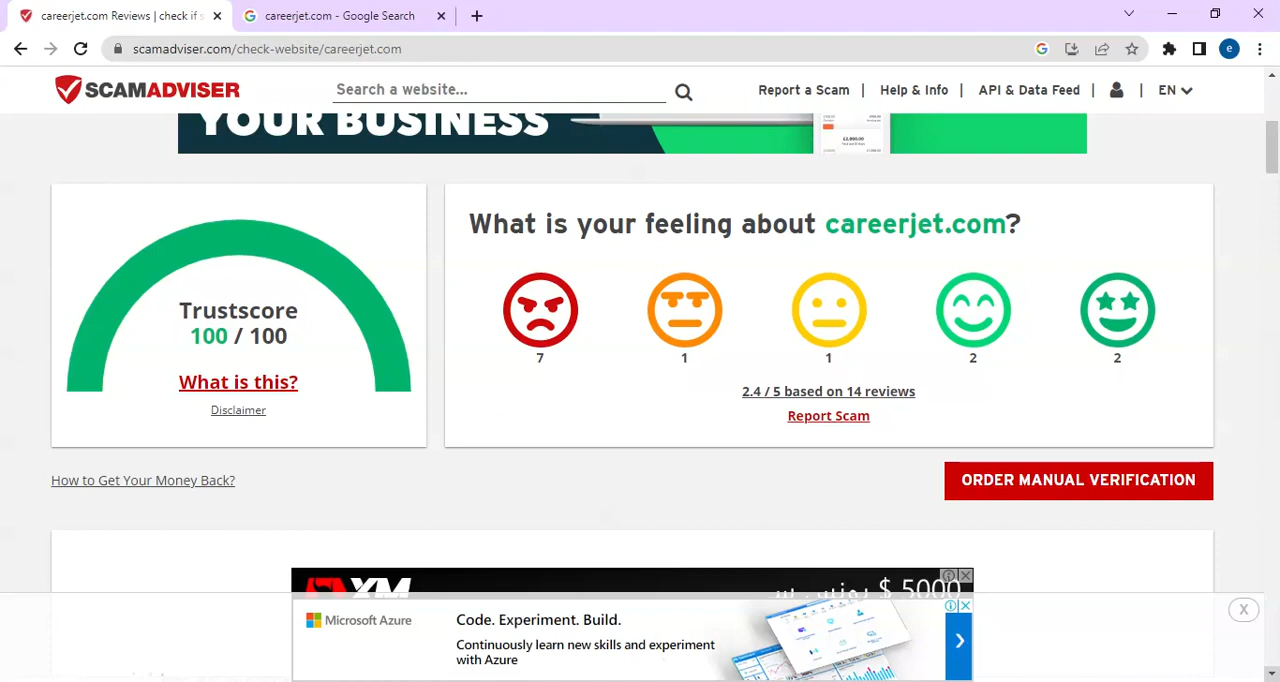 careerjet.com Reviews | check if s
careerjet.com - Google Search
scamadviser.com/check-website/careerjet.com
e
SCAMADVISER
Search a website...
Report a Scam |
Help & Info |
API & Data Feed |
|
EN
YOUR BUSINESS
Trustscore
100 / 100
What is this?
Disclaimer
What is your feeling about careerjet.com?
7
1
1
2
2
2.4 / 5 based on 14 reviews
Report Scam
How to Get Your Money Back?
ORDER MANUAL VERIFICATION
XM
$ 5000
Microsoft Azure
Code. Experiment. Build.
Continuously learn new skills and experiment
with Azure
X